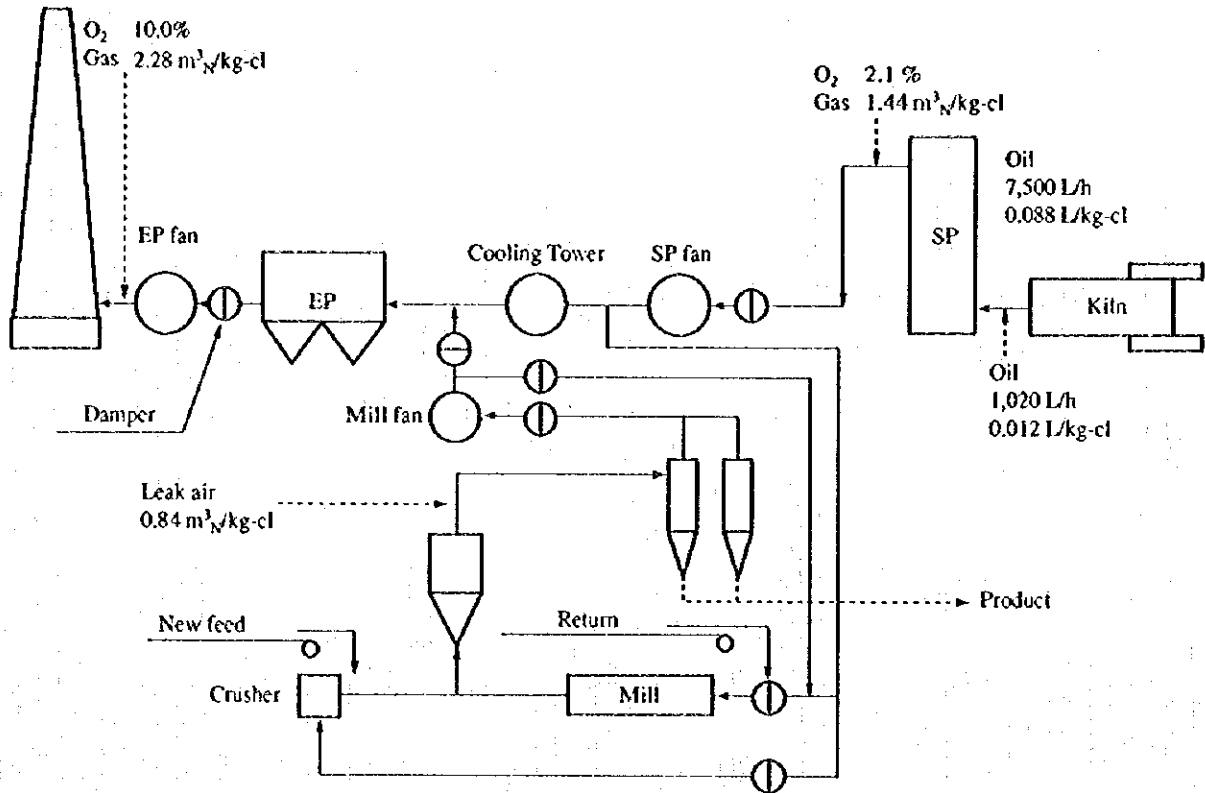 O₂ 10.0%
Gas 2.28 m³N/kg-cl
O₂ 2.1 %
Gas 1.44 m³N/kg-cl
Oil
7,500 L/h
0.088 L/kg-cl
SP
EP fan
Cooling Tower
SP fan
EP
Kiln
Oil
1,020 L/h
0.012 L/kg-cl
Damper
Mill fan
Leak air
0.84 m³N/kg-cl
Product
New feed
Return
Crusher
Mill